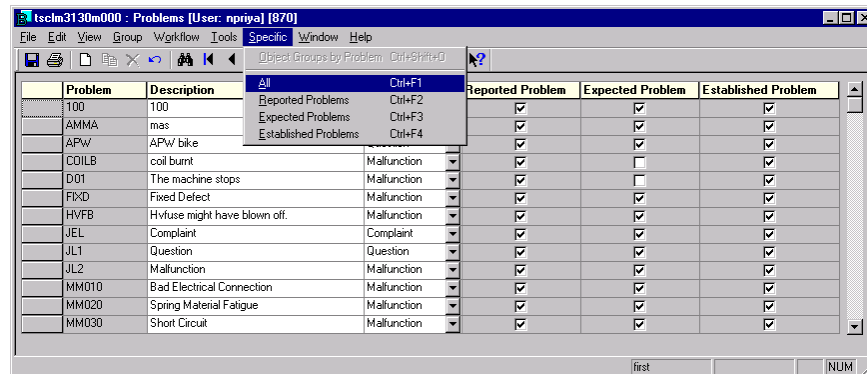 tsclm3130m000 : Problems [User: npriya] [870]
File Edit View Group Workflow Tools Specific Window Help
Object Groups by Problem Ctrl+Shift+O
All Ctrl+F1
Reported Problems Ctrl+F2
Expected Problems Ctrl+F3
Established Problems Ctrl+F4
Problem Description Reported Problem Expected Problem Established Problem
100 100
AMMA mas
APW APW bike
COILB coil burnt Malfunction
D01 The machine stops Malfunction
FIXD Fixed Defect Malfunction
HVFB Hvfuse might have blown off. Malfunction
JEL Complaint Complaint
JL1 Question Question
JL2 Malfunction Malfunction
MM010 Bad Electrical Connection Malfunction
MM020 Spring Material Fatigue Malfunction
MM030 Short Circuit Malfunction
first NUM